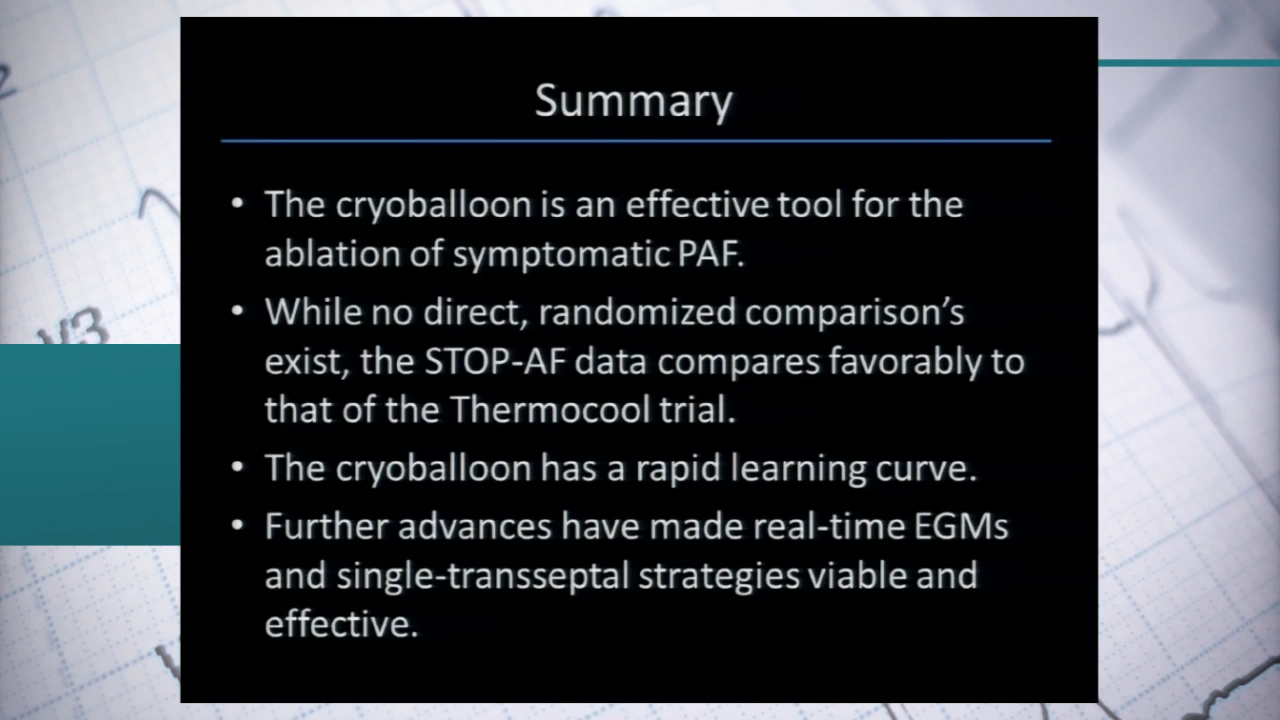 Summary
• The cryoballoon is an effective tool for the
ablation of symptomatic PAF.
• While no direct, randomized comparison’s
exist, the STOP-AF data compares favorably to
that of the Thermocool trial.
• The cryoballoon has a rapid learning curve.
• Further advances have made real-time EGMs
and single-transseptal strategies viable and
effective.
V3
2